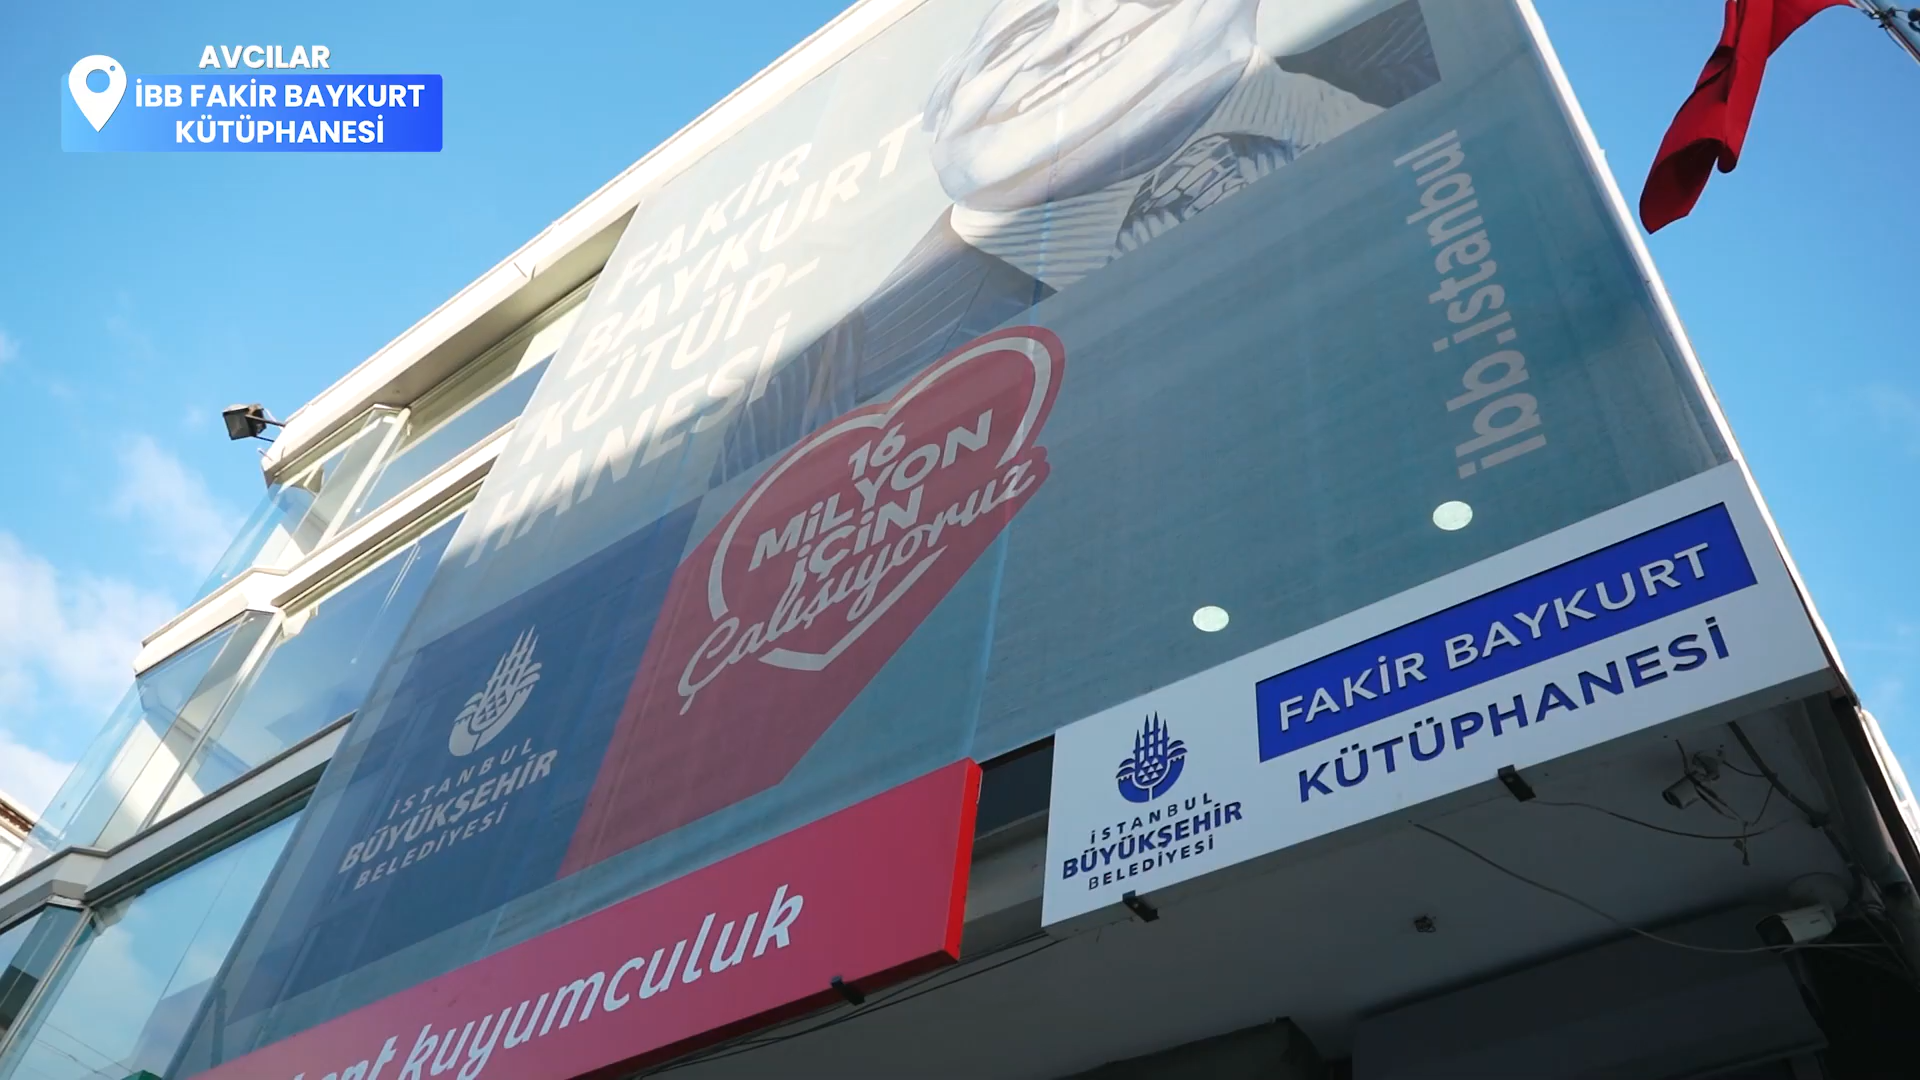 AVCILAR
İBB FAKİR BAYKURT
KÜTÜPHANESİ
FAKİR
BAYKURT
KÜTÜP-
HANESİ
ibb.istanbul
16
MİLYON
İÇİN
Çalışıyoruz
İSTANBUL
BÜYÜKŞEHİR
BELEDİYESİ
FAKİR BAYKURT
KÜTÜPHANESİ
İSTANBUL
BÜYÜKŞEHİR
BELEDİYESİ
kuyumculuk